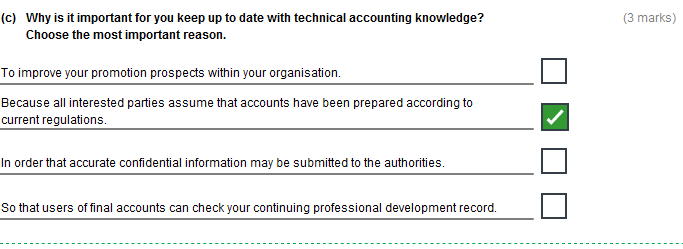 (c) Why is it important for you keep up to date with technical accounting knowledge? (3 marks)
Choose the most important reason.
To improve your promotion prospects within your organisation.
Because all interested parties assume that accounts have been prepared according to
current regulations.
In order that accurate confidential information may be submitted to the authorities.
So that users of final accounts can check your continuing professional development record.